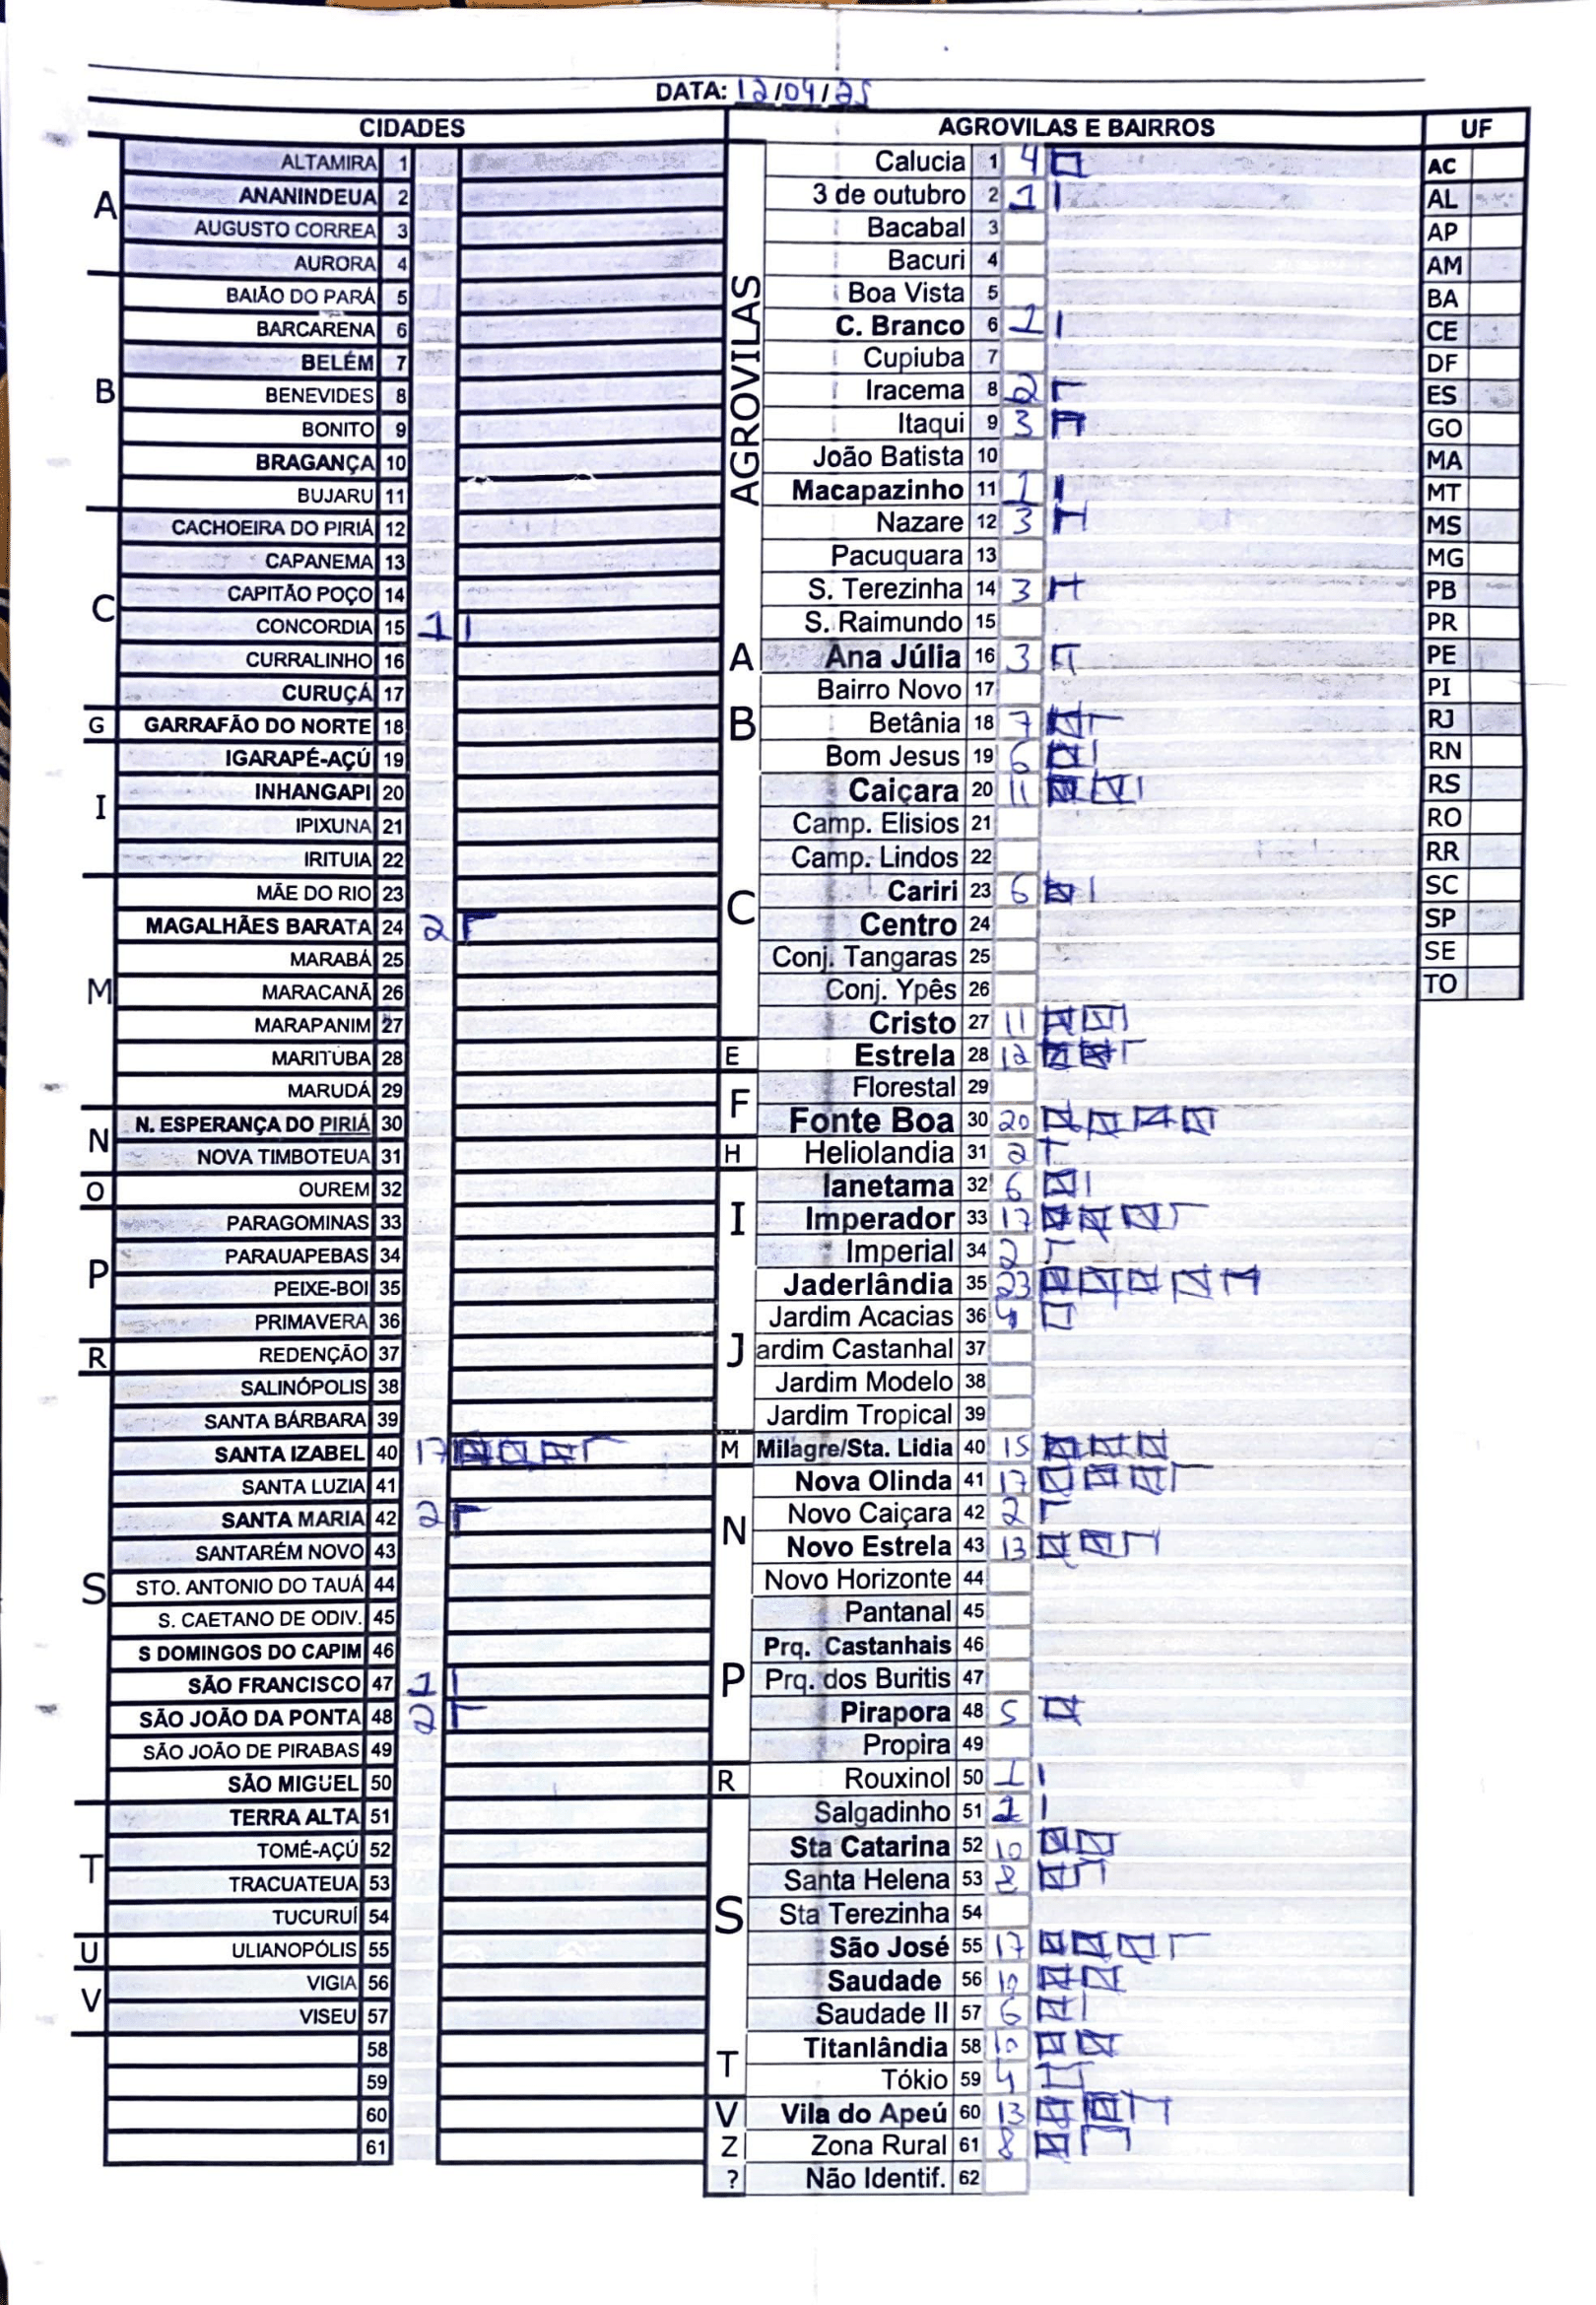 DATA: 12/04/25
CIDADES
A
ALTAMIRA 1
ANANINDEUA 2
AUGUSTO CORREA 3
AURORA 4
B
BAIÃO DO PARÁ 5
BARCARENA 6
BELÉM 7
BENEVIDES 8
BONITO 9
BRAGANÇA 10
BUJARU 11
C
CACHOEIRA DO PIRIÁ 12
CAPANEMA 13
CAPITÃO POÇO 14
CONCORDIA 15 1
CURRALINHO 16
CURUÇÁ 17
G
GARRAFÃO DO NORTE 18
I
IGARAPÉ-AÇÚ 19
INHANGAPI 20
IPIXUNA 21
IRITUIA 22
M
MÃE DO RIO 23
MAGALHÃES BARATA 24 2
MARABÁ 25
MARACANÃ 26
MARAPANIM 27
MARITUBA 28
MARUDÁ 29
N
N. ESPERANÇA DO PIRIÁ 30
NOVA TIMBOTEUA 31
O
OUREM 32
P
PARAGOMINAS 33
PARAUAPEBAS 34
PEIXE-BOI 35
PRIMAVERA 36
R
REDENÇÃO 37
S
SALINÓPOLIS 38
SANTA BÁRBARA 39
SANTA IZABEL 40 17
SANTA LUZIA 41
SANTA MARIA 42 2
SANTARÉM NOVO 43
STO. ANTONIO DO TAUÁ 44
S. CAETANO DE ODIV. 45
S DOMINGOS DO CAPIM 46
SÃO FRANCISCO 47 1
SÃO JOÃO DA PONTA 48 2
SÃO JOÃO DE PIRABAS 49
SÃO MIGUEL 50
T
TERRA ALTA 51
TOMÉ-AÇÚ 52
TRACUATEUA 53
TUCURUÍ 54
U
ULIANOPÓLIS 55
V
VIGIA 56
VISEU 57
58
59
60
61
AGROVILAS E BAIRROS
AGROVILAS
Calucia 1 4
3 de outubro 2 1
Bacabal 3
Bacuri 4
Boa Vista 5
C. Branco 6 1
Cupiuba 7
Iracema 8 2
Itaqui 9 3
João Batista 10
Macapazinho 11 1
Nazare 12 3
Pacuquara 13
S. Terezinha 14 3
S. Raimundo 15
A
Ana Júlia 16 3
B
Bairro Novo 17
Betânia 18 7
Bom Jesus 19 6
C
Caiçara 20 11
Camp. Elisios 21
Camp. Lindos 22
Cariri 23 6
Centro 24
Conj. Tangaras 25
Conj. Ypês 26
Cristo 27 11
E
Estrela 28 12
F
Florestal 29
Fonte Boa 30 20
H
Heliolandia 31 2
I
Ianetama 32 6
Imperador 33 17
Imperial 34 2
J
Jaderlândia 35 23
Jardim Acacias 36 4
ardim Castanhal 37
Jardim Modelo 38
Jardim Tropical 39
M
Milagre/Sta. Lidia 40 15
N
Nova Olinda 41 17
Novo Caiçara 42 2
Novo Estrela 43 13
Novo Horizonte 44
P
Pantanal 45
Prq. Castanhais 46
Prq. dos Buritis 47
Pirapora 48 5
Propira 49
R
Rouxinol 50 1
S
Salgadinho 51 1
Sta Catarina 52 10
Santa Helena 53 8
Sta Terezinha 54
São José 55 17
Saudade 56 10
Saudade II 57 6
T
Titanlândia 58 10
Tókio 59 4
V
Vila do Apeú 60 13
Z
Zona Rural 61 8
?
Não Identif. 62
UF
AC
AL
AP
AM
BA
CE
DF
ES
GO
MA
MT
MS
MG
PB
PR
PE
PI
RJ
RN
RS
RO
RR
SC
SP
SE
TO